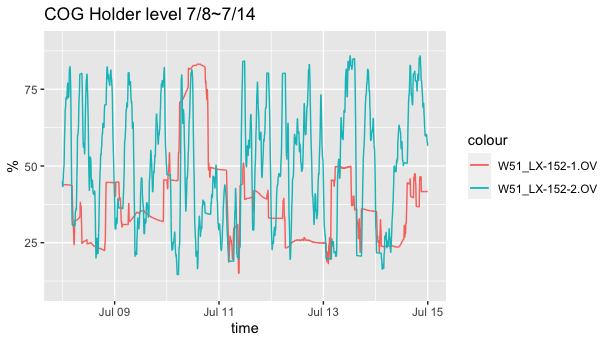 COG Holder level 7/8~7/14
75
50
25
%
Jul 09 Jul 11 Jul 13 Jul 15
time
colour
W51_LX-152-1.OV
W51_LX-152-2.OV